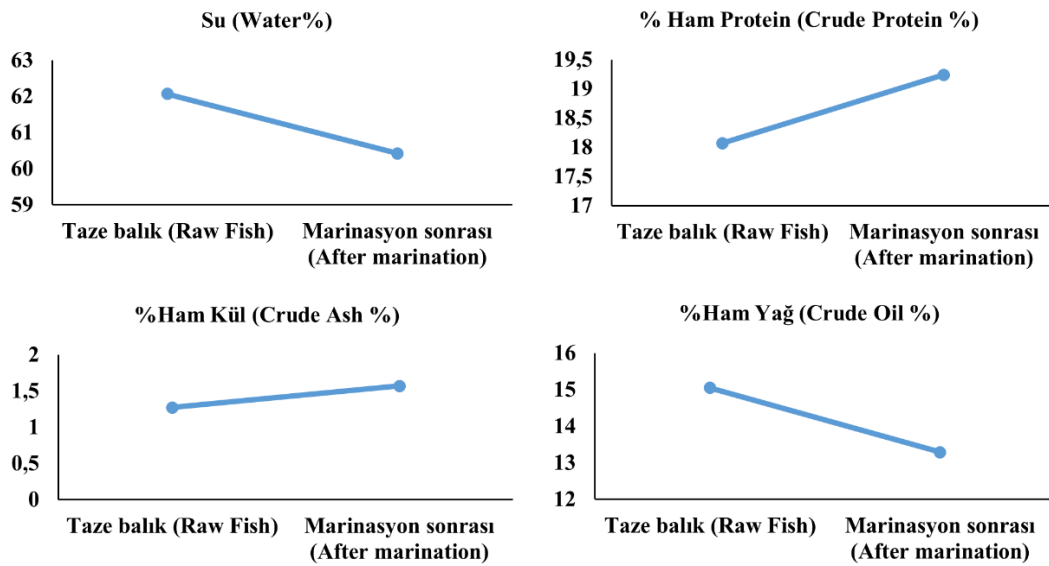 Su (Water%)
63
62
61
60
59
Taze balık (Raw Fish)
Marinasyon sonrası
(After marination)
% Ham Protein (Crude Protein %)
19,5
19
18,5
18
17,5
17
Taze balık (Raw Fish)
Marinasyon sonrası
(After marination)
%Ham Kül (Crude Ash %)
2
1,5
1
0,5
0
Taze balık (Raw Fish)
Marinasyon sonrası
(After marination)
%Ham Yağ (Crude Oil %)
16
15
14
13
12
Taze balık (Raw Fish)
Marinasyon sonrası
(After marination)